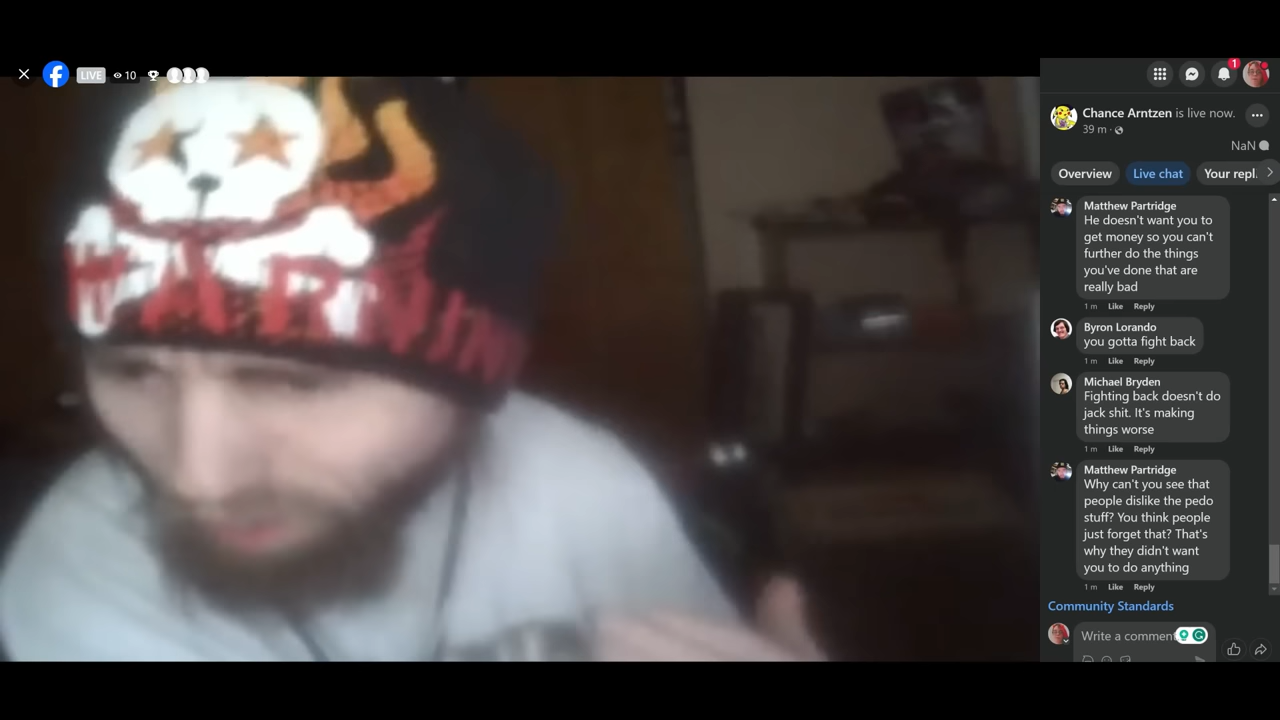 LIVE
10
1
HARVIN
Chance Arntzen is live now.
39 m
NaN
Overview
Live chat
Your repl.
Matthew Partridge
He doesn't want you to
get money so you can't
further do the things
you've done that are
really bad
1 m Like Reply
Byron Lorando
you gotta fight back
1 m Like Reply
Michael Bryden
Fighting back doesn't do
jack shit. It's making
things worse
1 m Like Reply
Matthew Partridge
Why can't you see that
people dislike the pedo
stuff? You think people
just forget that? That's
why they didn't want
you to do anything
1 m Like Reply
Community Standards
Write a comment